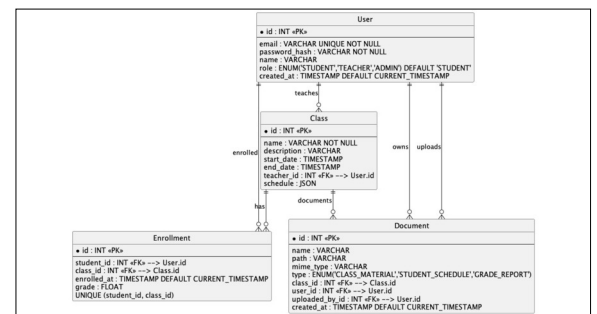 User
id : INT «PK»
email : VARCHAR UNIQUE NOT NULL
password_hash : VARCHAR NOT NULL
name : VARCHAR
role : ENUM('STUDENT','TEACHER','ADMIN') DEFAULT 'STUDENT'
created_at : TIMESTAMP DEFAULT CURRENT_TIMESTAMP
teaches
Class
id : INT «PK»
name : VARCHAR NOT NULL
description : VARCHAR
start_date : TIMESTAMP
end_date : TIMESTAMP
teacher_id : INT «FK» --> User.id
schedule : JSON
enrolled
owns
uploads
has
documents
Enrollment
id : INT «PK»
student_id : INT «FK» --> User.id
class_id : INT «FK» --> Class.id
enrolled_at : TIMESTAMP DEFAULT CURRENT_TIMESTAMP
grade : FLOAT
UNIQUE (student_id, class_id)
Document
id : INT «PK»
name : VARCHAR
path : VARCHAR
mime_type : VARCHAR
type : ENUM('CLASS_MATERIAL','STUDENT_SCHEDULE','GRADE_REPORT')
class_id : INT «FK» --> Class.id
user_id : INT «FK» --> User.id
uploaded_by_id : INT «FK» --> User.id
created_at : TIMESTAMP DEFAULT CURRENT_TIMESTAMP